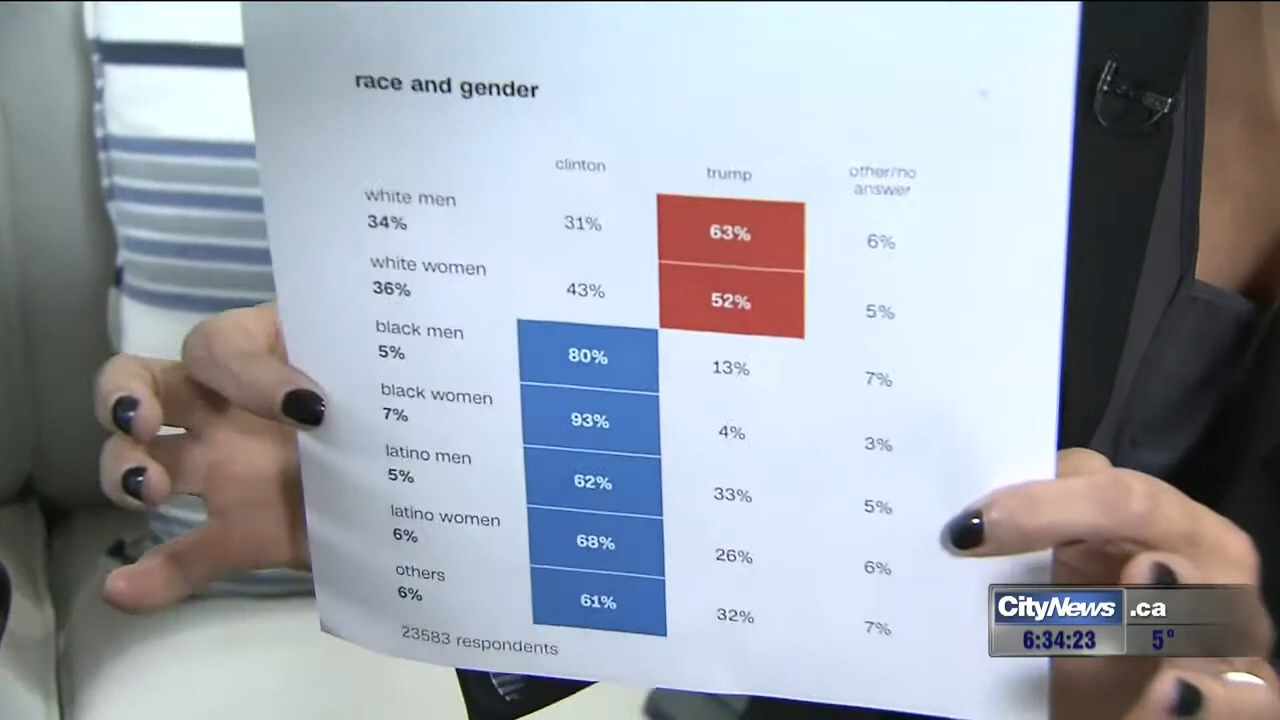 race and gender
clinton trump other/no
answer
white men
34% 31% 63% 6%
white women
36% 43% 52% 5%
black men
5% 80% 13% 7%
black women
7% 93% 4% 3%
latino men
5% 62% 33% 5%
latino women
6% 68% 26% 6%
others
6% 61% 32% 7%
23583 respondents
CityNews .ca
6:34:23 5°